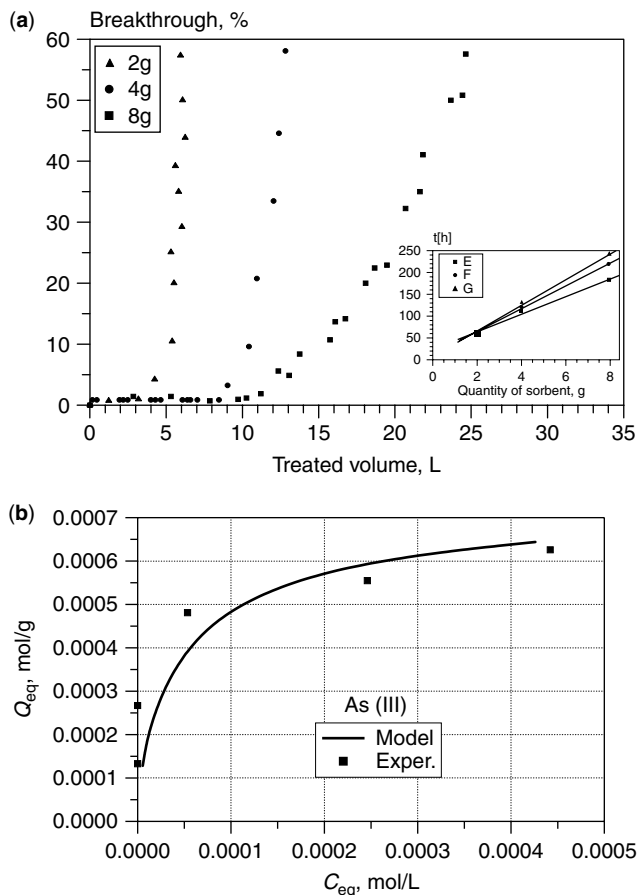 (a)
Breakthrough, %
60
50
40
30
20
10
0
2g
4g
8g
0 5 10 15 20 25 30 35
Treated volume, L
t[h]
250
200
150
100
50
0
E
F
G
0 2 4 6 8
Quantity of sorbent, g
(b)
0.0007
0.0006
0.0005
0.0004
0.0003
0.0002
0.0001
0.0000
Qeq, mol/g
As (III)
Model
Exper.
0.0000 0.0001 0.0002 0.0003 0.0004 0.0005
Ceq, mol/L